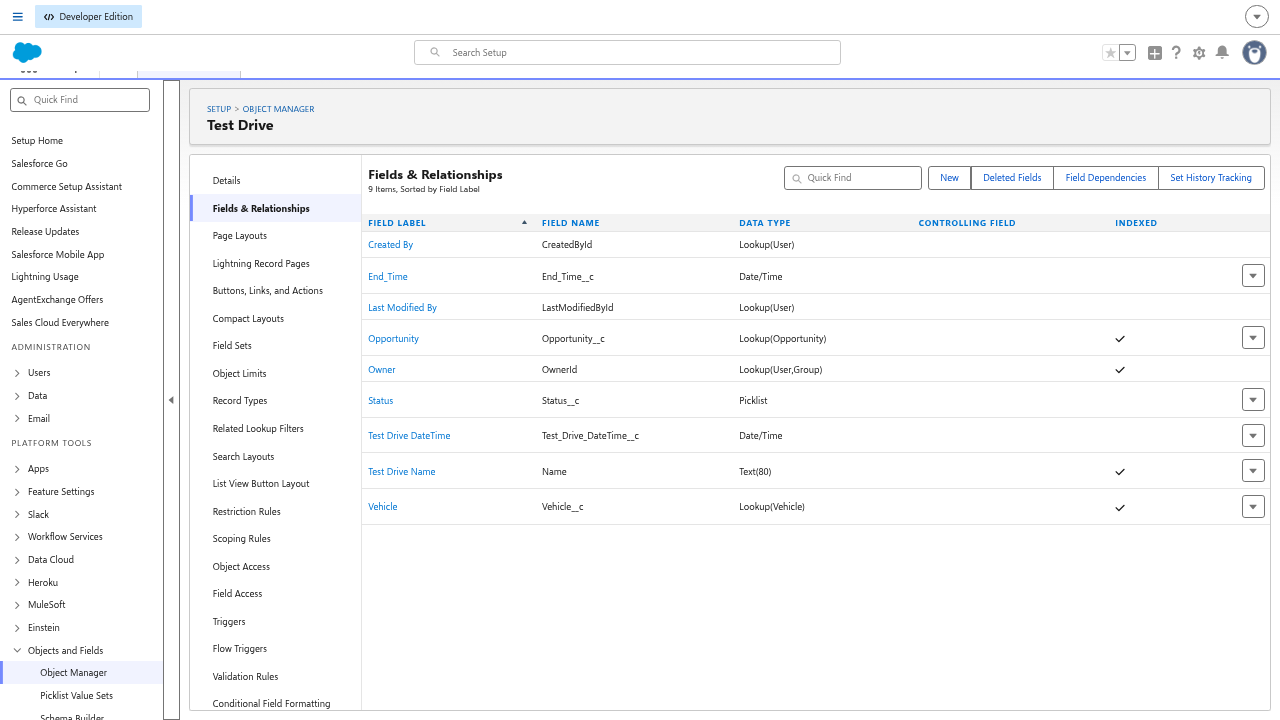 Developer Edition
Search Setup
Quick Find
Setup Home
Salesforce Go
Commerce Setup Assistant
Hyperforce Assistant
Release Updates
Salesforce Mobile App
Lightning Usage
AgentExchange Offers
Sales Cloud Everywhere
ADMINISTRATION
Users
Data
Email
PLATFORM TOOLS
Apps
Feature Settings
Slack
Workflow Services
Data Cloud
Heroku
MuleSoft
Einstein
Objects and Fields
Object Manager
Picklist Value Sets
Schema Builder
SETUP > OBJECT MANAGER
Test Drive
Details
Fields & Relationships
Page Layouts
Lightning Record Pages
Buttons, Links, and Actions
Compact Layouts
Field Sets
Object Limits
Record Types
Related Lookup Filters
Search Layouts
List View Button Layout
Restriction Rules
Scoping Rules
Object Access
Field Access
Triggers
Flow Triggers
Validation Rules
Conditional Field Formatting
Fields & Relationships
9 Items, Sorted by Field Label
Quick Find
New Deleted Fields Field Dependencies Set History Tracking
FIELD LABEL FIELD NAME DATA TYPE CONTROLLING FIELD INDEXED
Created By CreatedById Lookup(User)
End_Time End_Time__c Date/Time
Last Modified By LastModifiedById Lookup(User)
Opportunity Opportunity__c Lookup(Opportunity)
Owner OwnerId Lookup(User,Group)
Status Status__c Picklist
Test Drive DateTime Test_Drive_DateTime__c Date/Time
Test Drive Name Name Text(80)
Vehicle Vehicle__c Lookup(Vehicle)